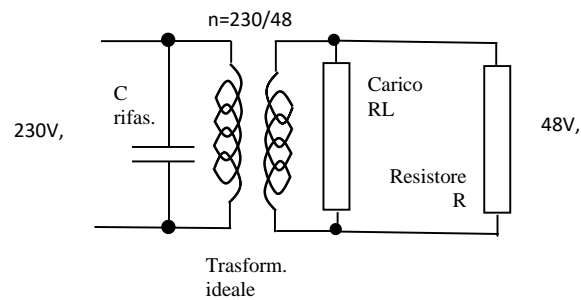 n=230/48
C
rifas.
230V,
Carico
RL
48V,
Resistore
R
Trasform.
ideale